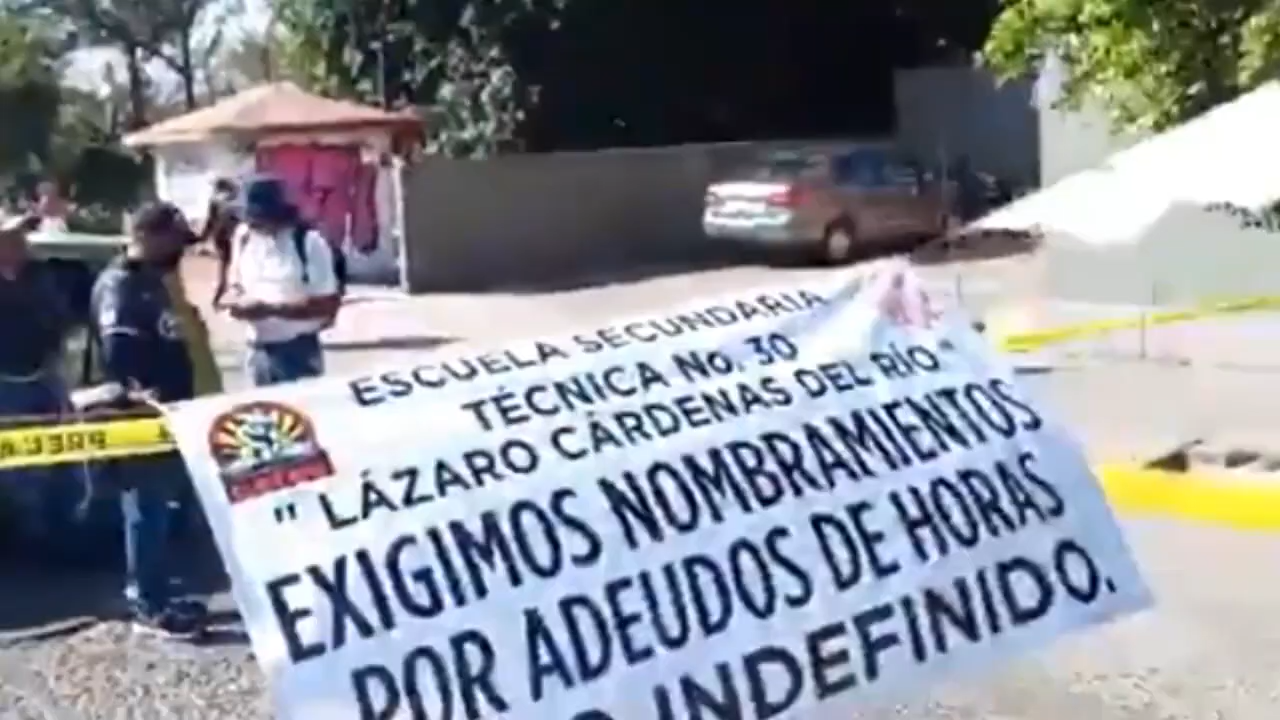 ESCUELA SECUNDARIA
TÉCNICA No. 30
" LÁZARO CÁRDENAS DEL RÍO"
EXIGIMOS NOMBRAMIENTOS
POR ADEUDOS DE HORAS
INDEFINIDO.